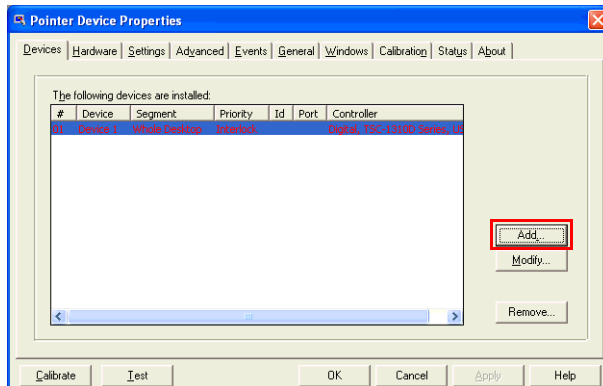 Pointer Device Properties
Devices Hardware Settings Advanced Events General Windows Calibration Status About
The following devices are installed:
# Device Segment Priority Id Port Controller
01 Device 1 Whole Desktop Interlock Digital, TSC-1310D Series, US
Add...
Modify...
Remove...
Calibrate Test OK Cancel Apply Help